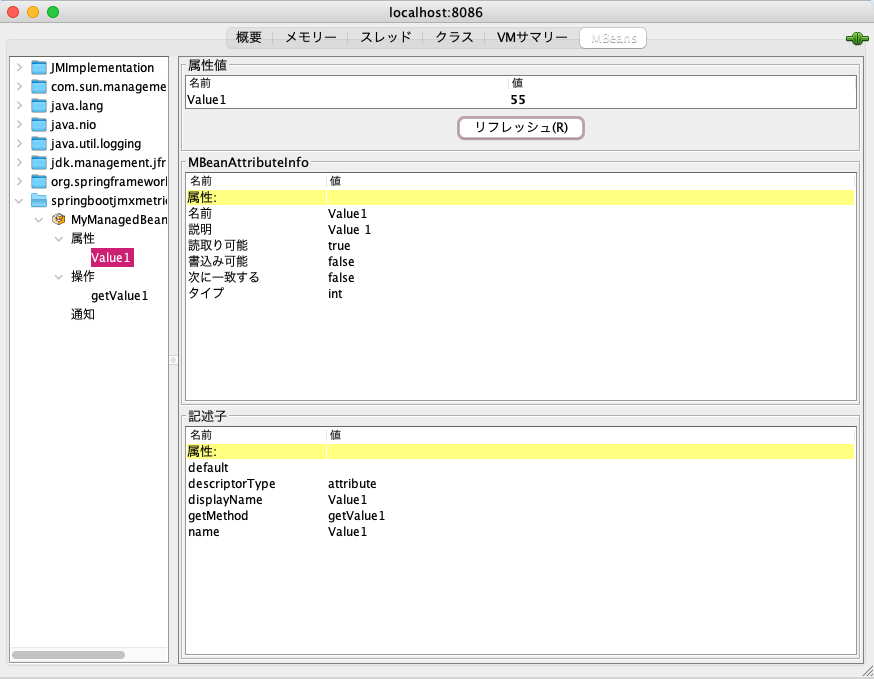 localhost:8086
概要 メモリー スレッド クラス VMサマリー MBeans
JMImplementation
com.sun.manageme
java.lang
java.nio
java.util.logging
jdk.management.jfr
org.springframework
springbootjmxmetric
MyManagedBean
属性
Value1
操作
getValue1
通知
属性値
名前 値
Value1 55
リフレッシュ(R)
MBeanAttributeInfo
名前 値
属性:
名前 Value1
説明 Value 1
読取り可能 true
書込み可能 false
次に一致する false
タイプ int
記述子
名前 値
属性:
default
descriptorType attribute
displayName Value1
getMethod getValue1
name Value1